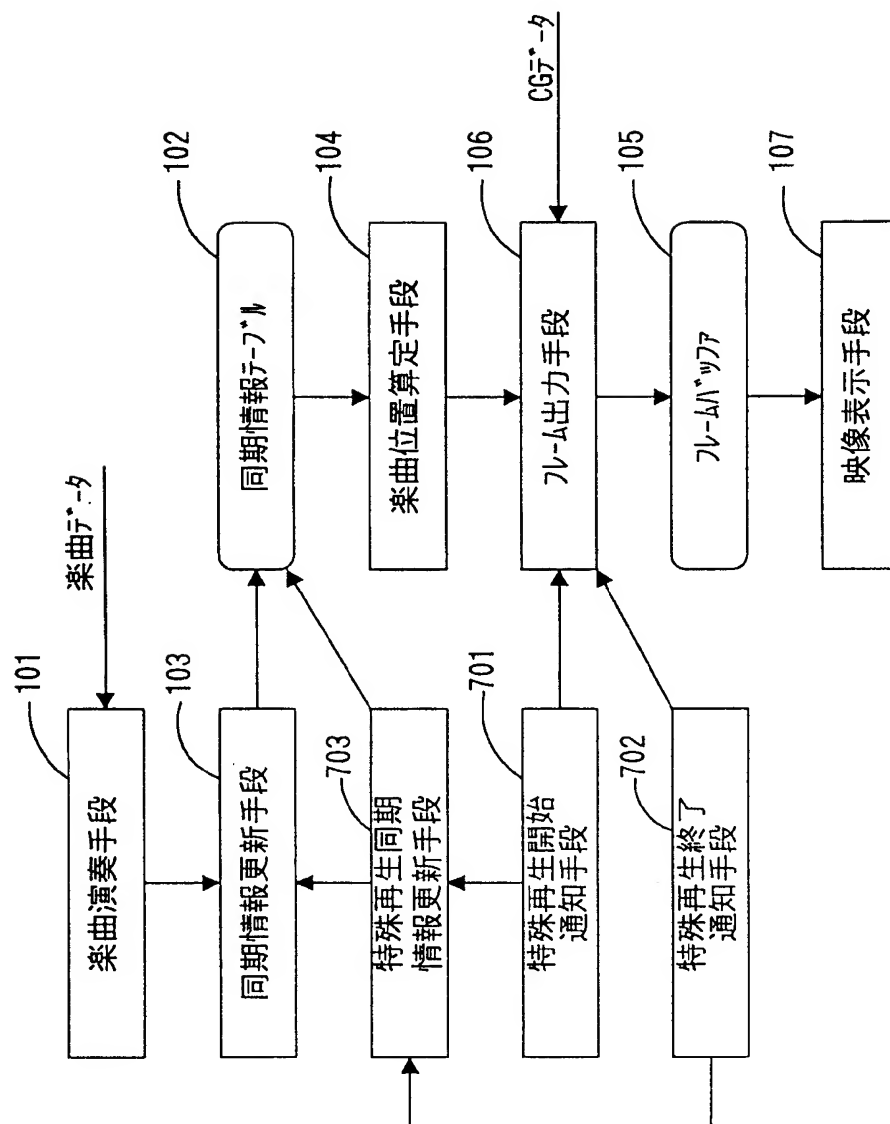 楽曲データ
101
楽曲演奏手段
103
同期情報更新手段
703
特殊再生同期
情報更新手段
701
特殊再生開始
通知手段
702
特殊再生終了
通知手段
102
同期情報テーブル
104
楽曲位置算定手段
106
フレーム出力手段
CGデータ
105
フレームバッファ
107
映像表示手段